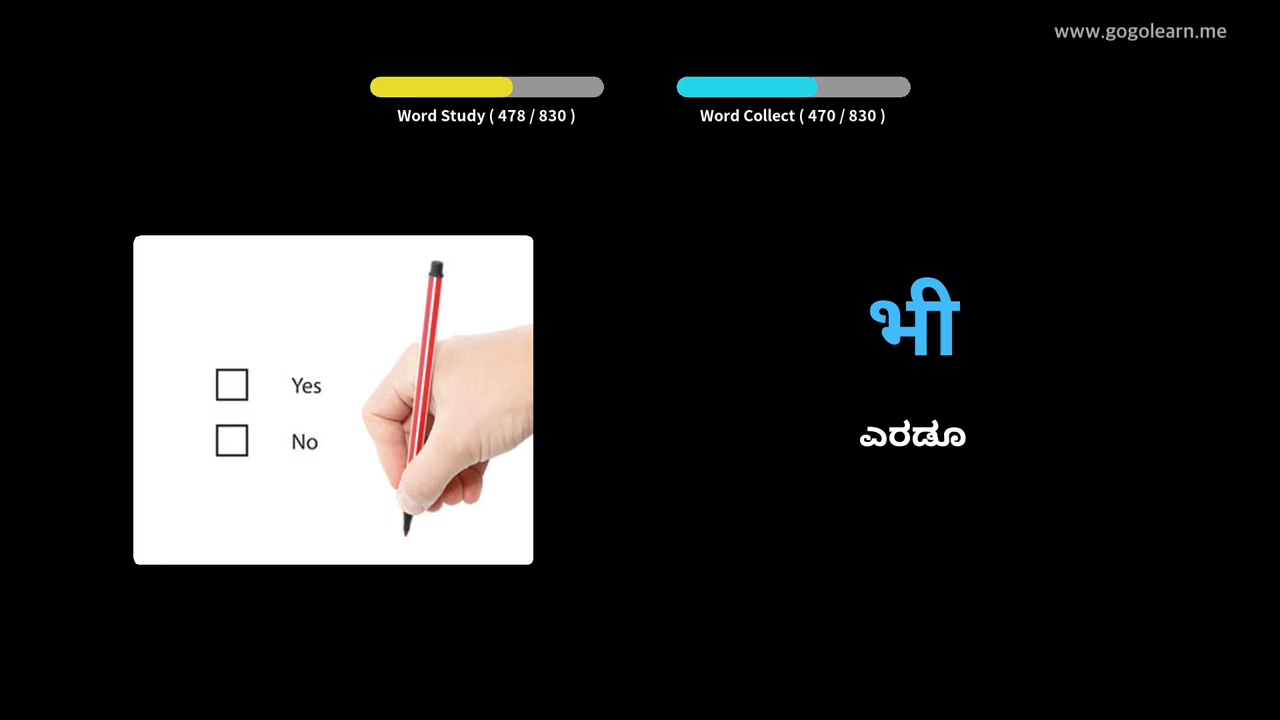 www.gogolearn.me
Word Study ( 478 / 830 )
Word Collect ( 470 / 830 )
Yes
No
भी
ಎರಡೂ